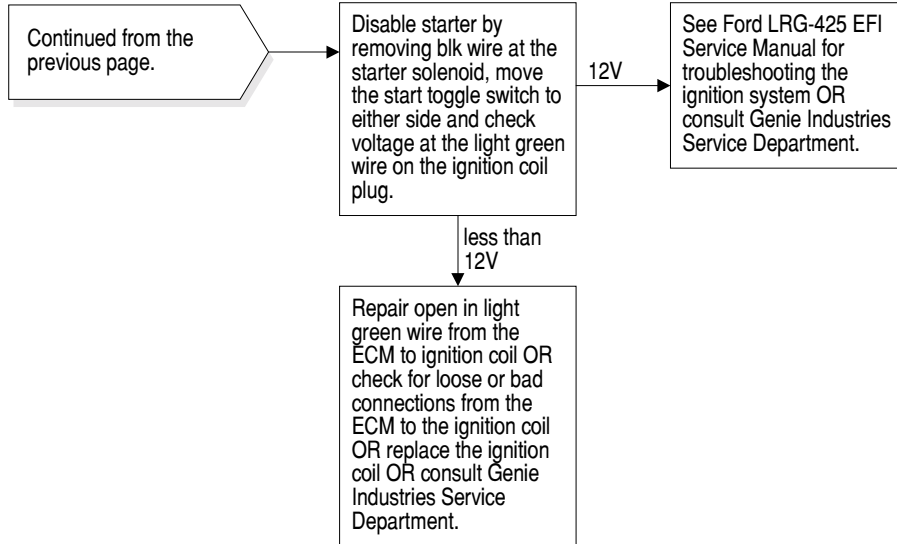 Continued from the
previous page.
Disable starter by
removing blk wire at the
starter solenoid, move
the start toggle switch to
either side and check
voltage at the light green
wire on the ignition coil
plug.
12V
See Ford LRG-425 EFI
Service Manual for
troubleshooting the
ignition system OR
consult Genie Industries
Service Department.
less than
12V
Repair open in light
green wire from the
ECM to ignition coil OR
check for loose or bad
connections from the
ECM to the ignition coil
OR replace the ignition
coil OR consult Genie
Industries Service
Department.